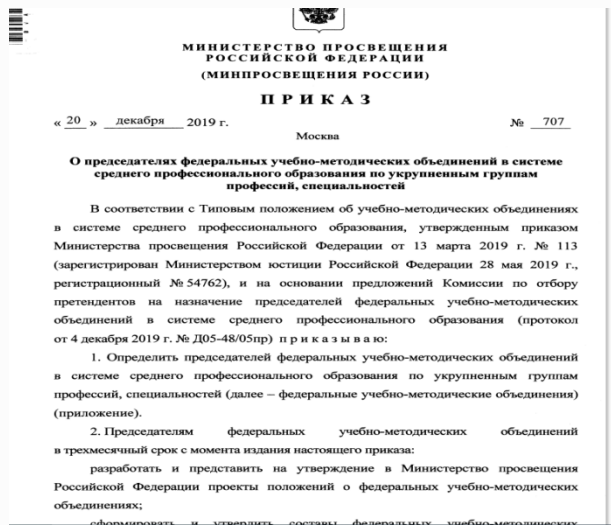 МИНИСТЕРСТВО ПРОСВЕЩЕНИЯ
РОССИЙСКОЙ ФЕДЕРАЦИИ
(МИНПРОСВЕЩЕНИЯ РОССИИ)
ПРИКАЗ
« 20 » декабря 2019 г. № 707
Москва
О председателях федеральных учебно-методических объединений в системе
среднего профессионального образования по укрупненным группам
профессий, специальностей
В соответствии с Типовым положением об учебно-методических объединениях
в системе среднего профессионального образования, утвержденным приказом
Министерства просвещения Российской Федерации от 13 марта 2019 г. № 113
(зарегистрирован Министерством юстиции Российской Федерации 28 мая 2019 г.,
регистрационный № 54762), и на основании предложений Комиссии по отбору
претендентов на назначение председателей федеральных учебно-методических
объединений в системе среднего профессионального образования (протокол
от 4 декабря 2019 г. № Д05-48/05пр) п р и к а з ы в а ю:
1. Определить председателей федеральных учебно-методических объединений
в системе среднего профессионального образования по укрупненным группам
профессий, специальностей (далее – федеральные учебно-методические объединения)
(приложение).
2. Председателям федеральных учебно-методических объединений
в трехмесячный срок с момента издания настоящего приказа:
разработать и представить на утверждение в Министерство просвещения
Российской Федерации проекты положений о федеральных учебно-методических
объединениях;
сформировать и утвердить составы федеральных учебно-методических